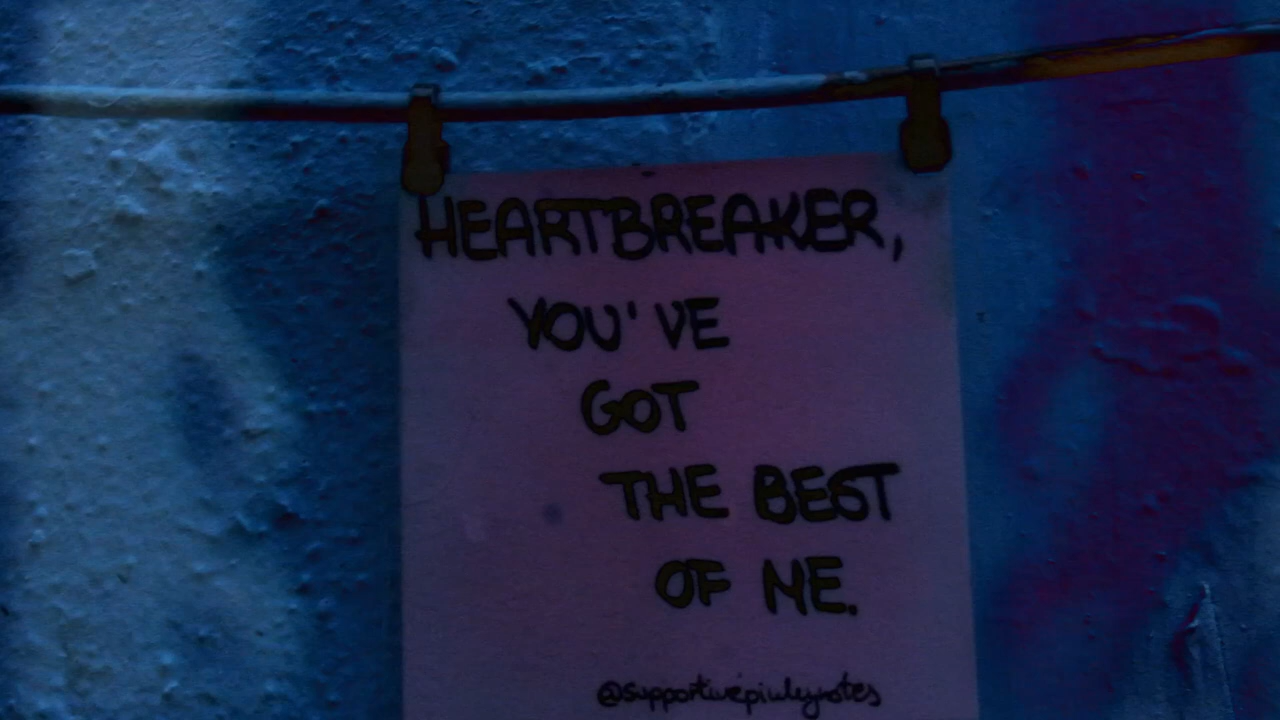 HEARTBREAKER,
YOU'VE
GOT
THE BEST
OF ME.